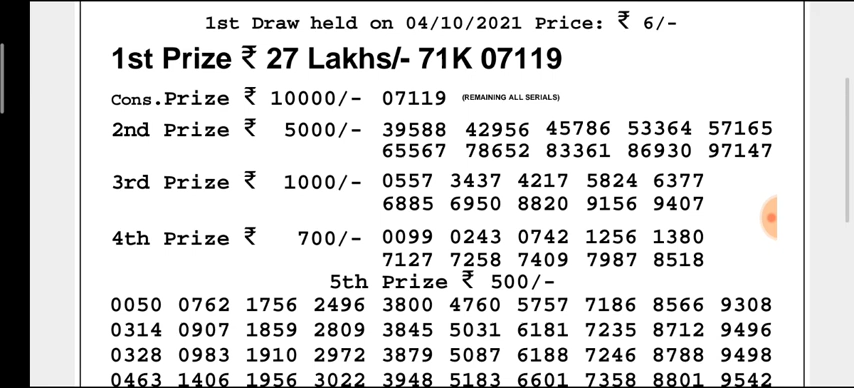 1st Draw held on 04/10/2021 Price: ₹ 6/-
1st Prize ₹ 27 Lakhs/- 71K 07119
Cons.Prize ₹ 10000/- 07119 (REMAINING ALL SERIALS)
2nd Prize ₹ 5000/- 39588 42956 45786 53364 57165
65567 78652 83361 86930 97147
3rd Prize ₹ 1000/- 0557 3437 4217 5824 6377
6885 6950 8820 9156 9407
4th Prize ₹ 700/- 0099 0243 0742 1256 1380
7127 7258 7409 7987 8518
5th Prize ₹ 500/-
0050 0762 1756 2496 3800 4760 5757 7186 8566 9308
0314 0907 1859 2809 3845 5031 6181 7235 8712 9496
0328 0983 1910 2972 3879 5087 6188 7246 8788 9498
0463 1406 1956 3022 3948 5183 6601 7358 8801 9542